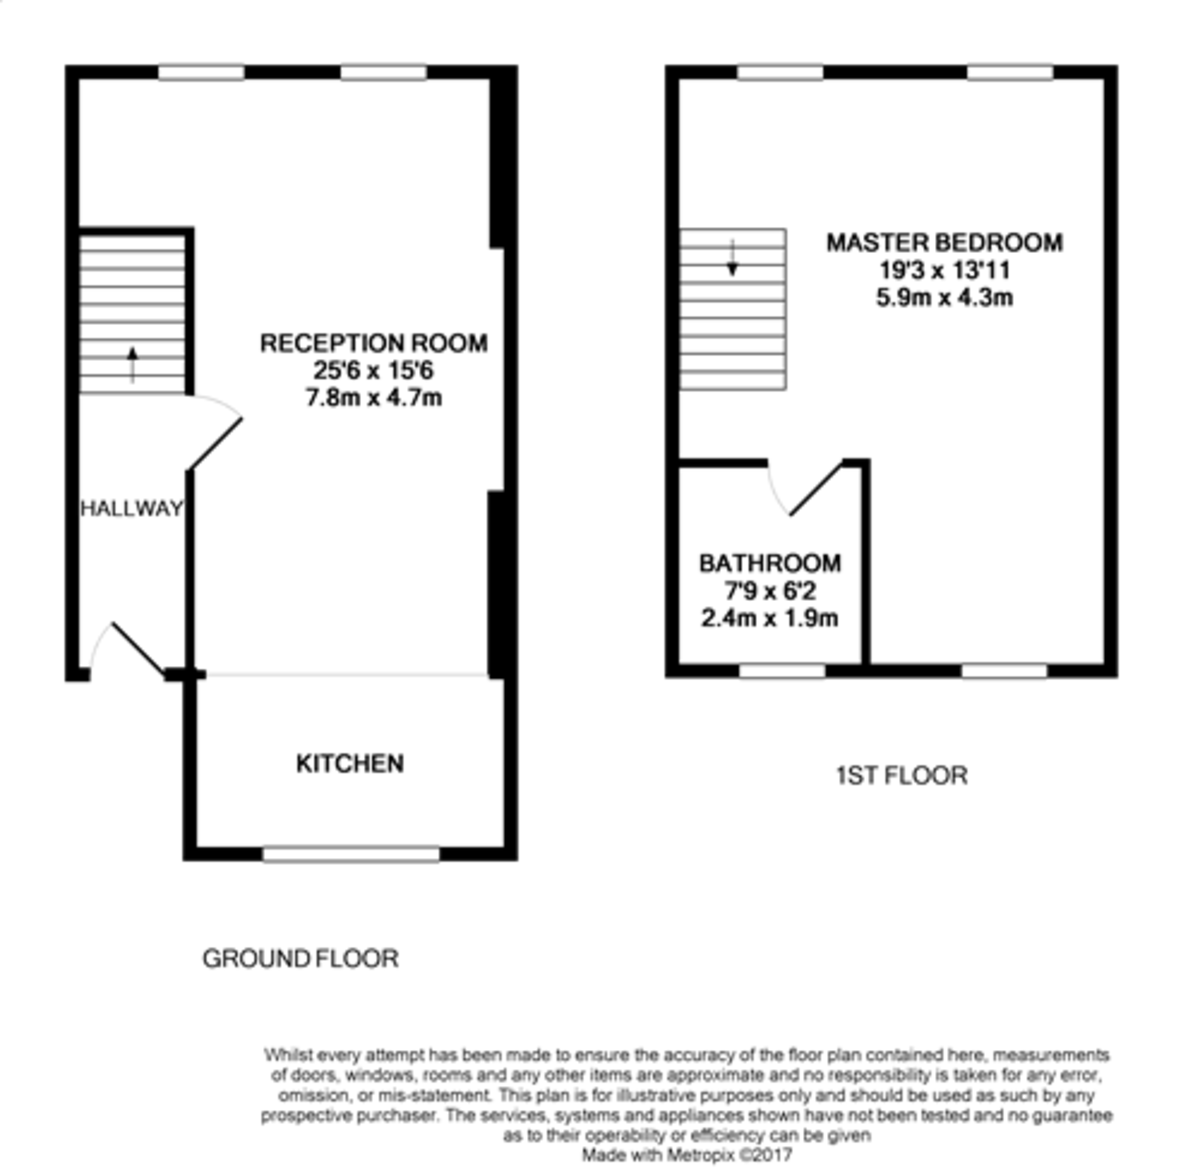 RECEPTION ROOM
25'6 x 15'6
7.8m x 4.7m
HALLWAY
KITCHEN
GROUND FLOOR
MASTER BEDROOM
19'3 x 13'11
5.9m x 4.3m
BATHROOM
7'9 x 6'2
2.4m x 1.9m
1ST FLOOR
Whilst every attempt has been made to ensure the accuracy of the floor plan contained here, measurements
of doors, windows, rooms and any other items are approximate and no responsibility is taken for any error,
omission, or mis-statement. This plan is for illustrative purposes only and should be used as such by any
prospective purchaser. The services, systems and appliances shown have not been tested and no guarantee
as to their operability or efficiency can be given
Made with Metropix ©2017